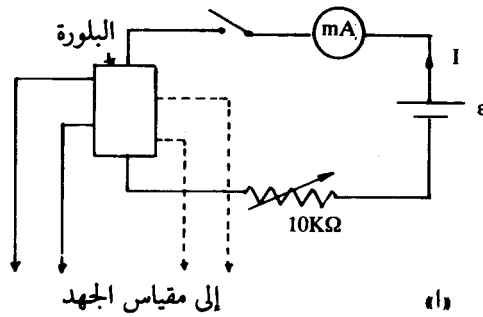 البلورة
mA
I
ε
10KΩ
إلى مقياس الجهد
«ا»